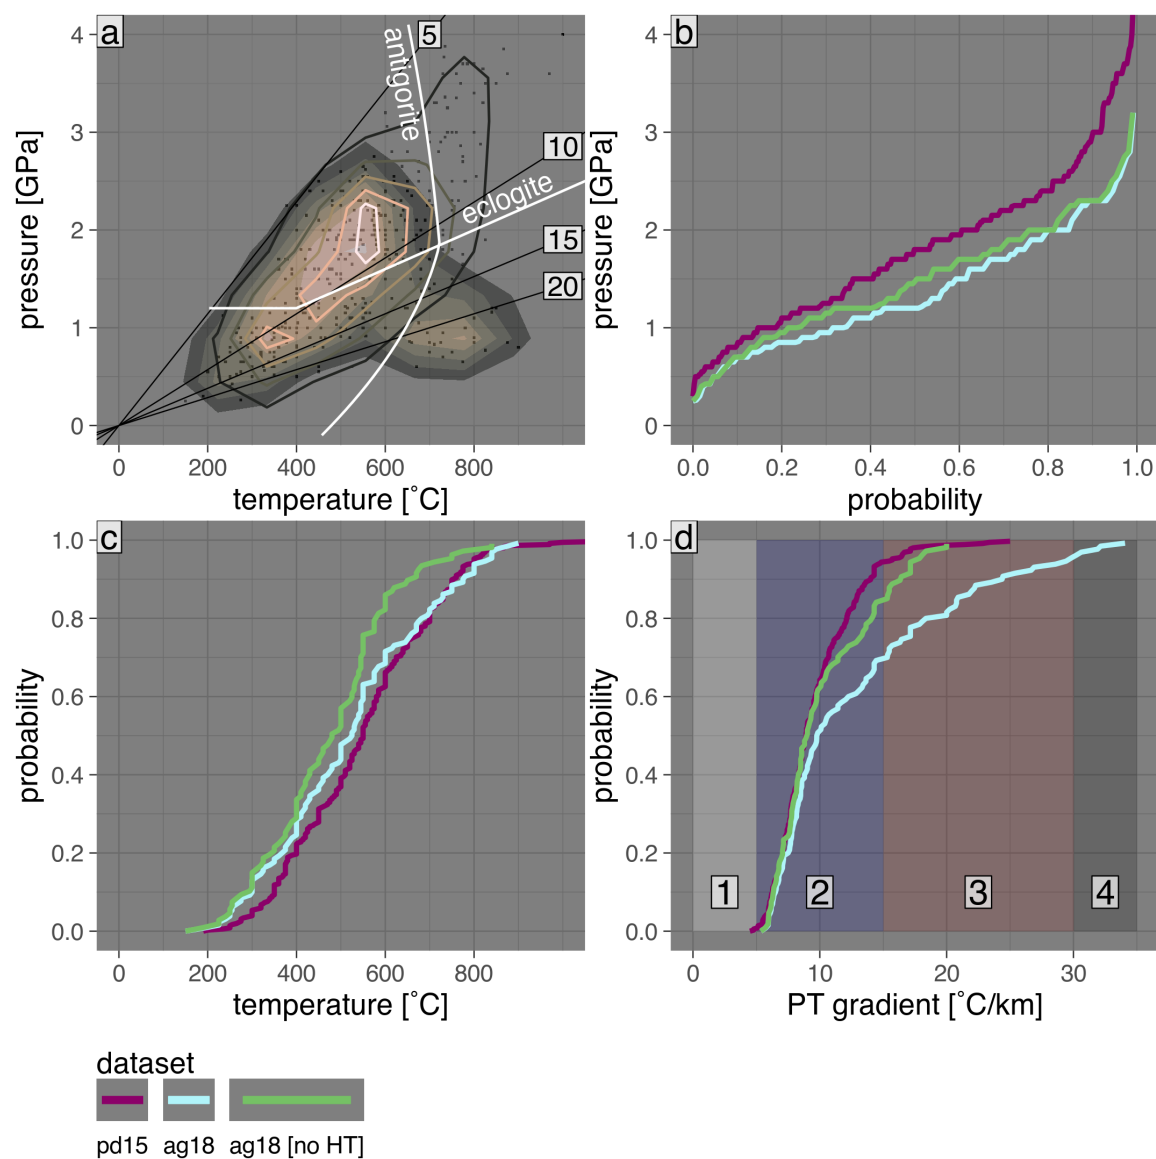 a
4
3
2
1
0
pressure [GPa]
5
10
15
20
antigorite
eclogite
0
200
400
600
800
temperature [˚C]
b
4
3
2
1
0
pressure [GPa]
0.0
0.2
0.4
0.6
0.8
1.0
probability
c
1.0
0.8
0.6
0.4
0.2
0.0
probability
0
200
400
600
800
temperature [˚C]
d
1.0
0.8
0.6
0.4
0.2
0.0
probability
1
2
3
4
0
10
20
30
PT gradient [˚C/km]
dataset
pd15
ag18
ag18 [no HT]